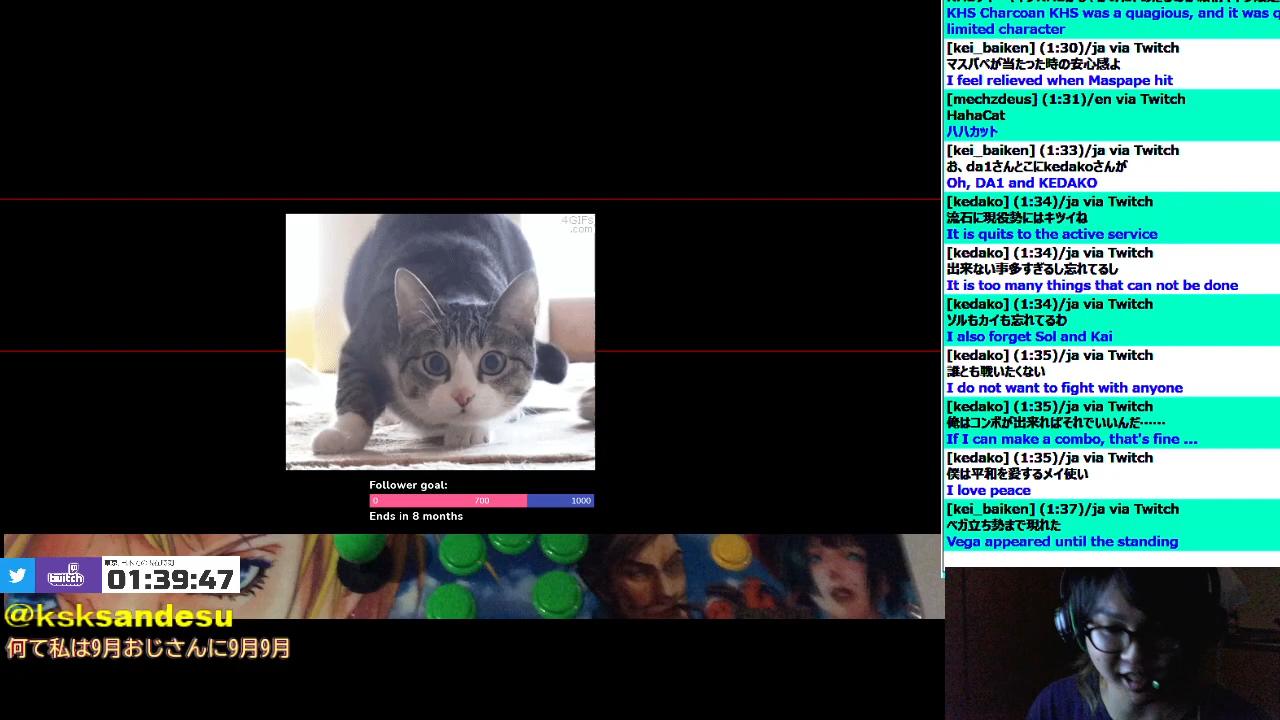 KHS Charcoan KHS was a quagious, and it was q
limited character
[kei_baiken] (1:30)/ja via Twitch
マスパペが当たった時の安心感よ
I feel relieved when Maspape hit
[mechzdeus] (1:31)/en via Twitch
HahaCat
ハハカット
[kei_baiken] (1:33)/ja via Twitch
お、da1さんとこにkedakoさんが
Oh, DA1 and KEDAKO
[kedako] (1:34)/ja via Twitch
流石に現役勢にはキツイね
It is quits to the active service
[kedako] (1:34)/ja via Twitch
出来ない事多すぎるし忘れてるし
It is too many things that can not be done
[kedako] (1:34)/ja via Twitch
ソルもカイも忘れてるわ
I also forget Sol and Kai
[kedako] (1:35)/ja via Twitch
誰とも戦いたくない
I do not want to fight with anyone
[kedako] (1:35)/ja via Twitch
俺はコンボが出来ればそれでいいんだ……
If I can make a combo, that's fine ...
[kedako] (1:35)/ja via Twitch
僕は平和を愛するメイ使い
I love peace
[kei_baiken] (1:37)/ja via Twitch
ベガ立ち勢まで現れた
Vega appeared until the standing
4GIFs
.com
Follower goal:
0 700 1000
Ends in 8 months
twitch
01:39:47
@ksksandesu
何て私は9月おじさんに9月9月